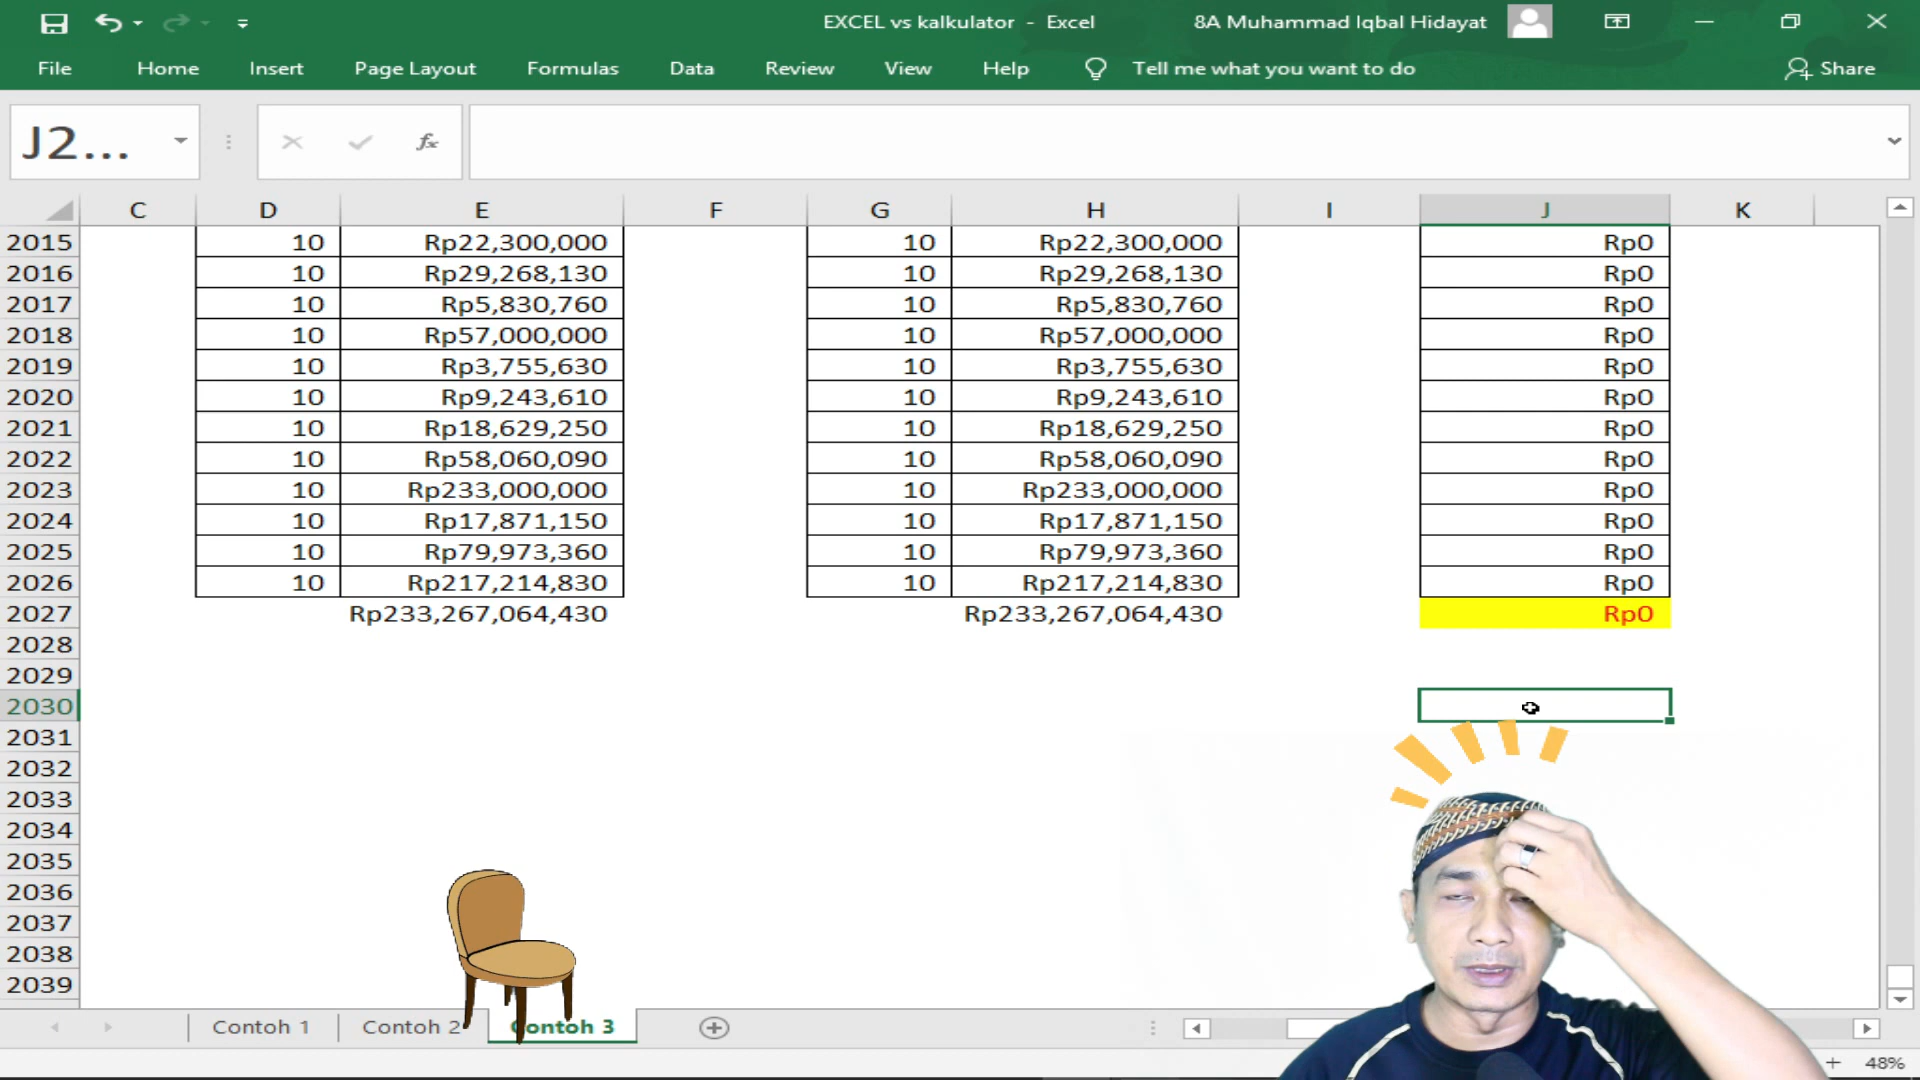 EXCEL vs kalkulator - Excel
8A Muhammad Iqbal Hidayat
File Home Insert Page Layout Formulas Data Review View Help Tell me what you want to do Share
J2... fx
C D E F G H I J K
2015 10 Rp22,300,000 10 Rp22,300,000 Rp0
2016 10 Rp29,268,130 10 Rp29,268,130 Rp0
2017 10 Rp5,830,760 10 Rp5,830,760 Rp0
2018 10 Rp57,000,000 10 Rp57,000,000 Rp0
2019 10 Rp3,755,630 10 Rp3,755,630 Rp0
2020 10 Rp9,243,610 10 Rp9,243,610 Rp0
2021 10 Rp18,629,250 10 Rp18,629,250 Rp0
2022 10 Rp58,060,090 10 Rp58,060,090 Rp0
2023 10 Rp233,000,000 10 Rp233,000,000 Rp0
2024 10 Rp17,871,150 10 Rp17,871,150 Rp0
2025 10 Rp79,973,360 10 Rp79,973,360 Rp0
2026 10 Rp217,214,830 10 Rp217,214,830 Rp0
2027 Rp233,267,064,430 Rp233,267,064,430 Rp0
2028
2029
2030
2031
2032
2033
2034
2035
2036
2037
2038
2039
Contoh 1 Contoh 2 Contoh 3
48%